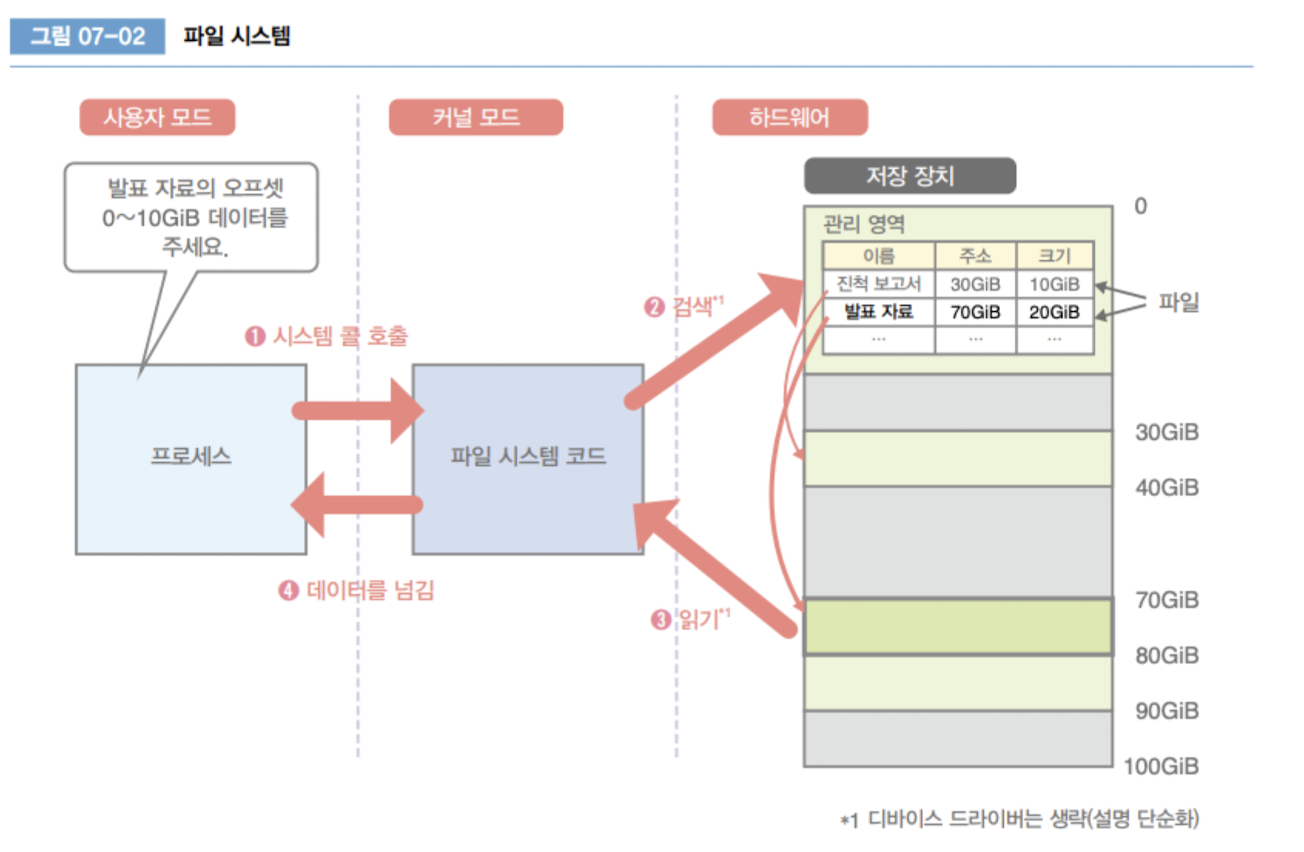 그림 07-02 파일 시스템
사용자 모드
커널 모드
하드웨어
발표 자료의 오프셋
0~10GiB 데이터를
주세요.
저장 장치
0
관리 영역
이름 주소 크기
진척 보고서 30GiB 10GiB
발표 자료 70GiB 20GiB
... ... ...
파일
❶ 시스템 콜 호출
❷ 검색*1
프로세스
파일 시스템 코드
30GiB
40GiB
❹ 데이터를 넘김
❸ 읽기*1
70GiB
80GiB
90GiB
100GiB
*1 디바이스 드라이버는 생략(설명 단순화)